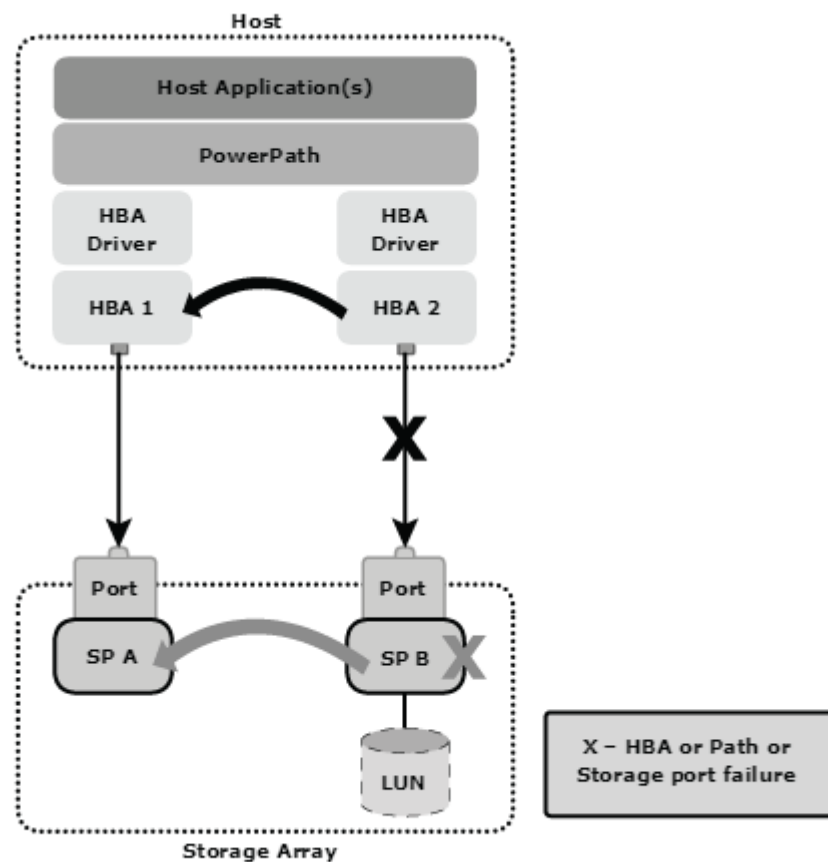 Host
Host Application(s)
PowerPath
HBA
Driver
HBA
Driver
HBA 1
HBA 2
X
Port
Port
SP A
SP B
X
LUN
X – HBA or Path or
Storage port failure
Storage Array